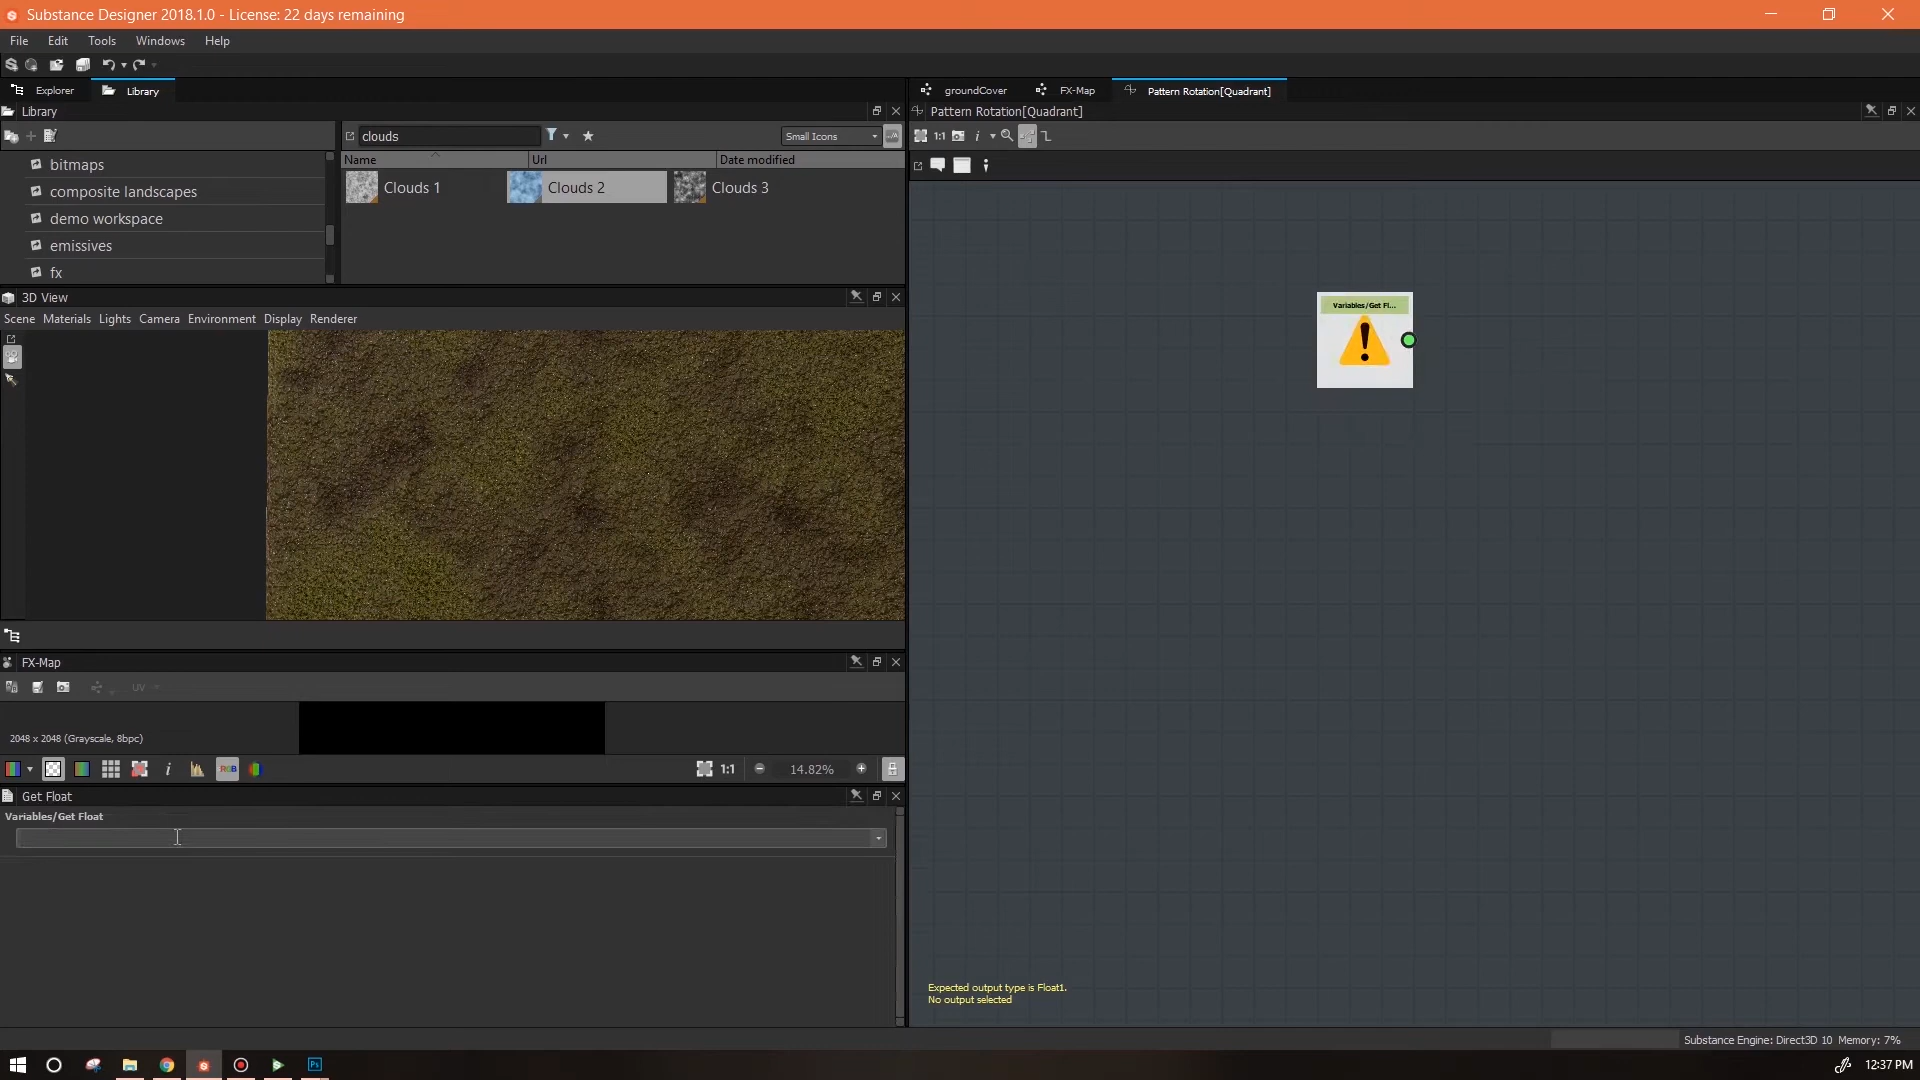 Substance Designer 2018.1.0 - License: 22 days remaining
File Edit Tools Windows Help
Explorer Library
Library
clouds Small Icons
Name Url Date modified
Clouds 1 Clouds 2 Clouds 3
bitmaps
composite landscapes
demo workspace
emissives
fx
3D View
Scene Materials Lights Camera Environment Display Renderer
FX-Map
UV
2048 x 2048 (Grayscale, 8bpc)
RGB 1:1 14.82%
Get Float
Variables/Get Float
groundCover FX-Map Pattern Rotation[Quadrant]
Pattern Rotation[Quadrant]
1:1
Variables/Get Fl...
Expected output type is Float1.
No output selected
Substance Engine: Direct3D 10 Memory: 7%
Ps
12:37 PM